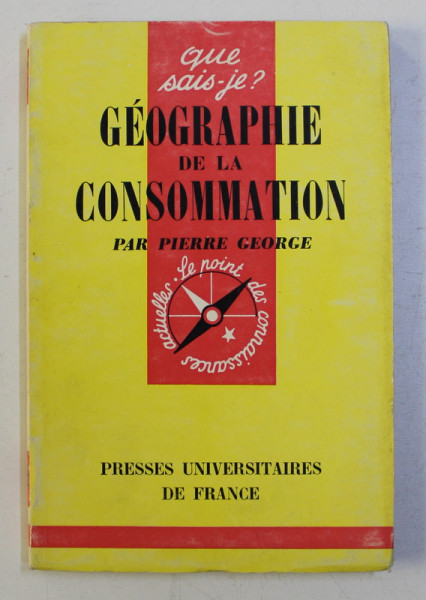 que
sais-je?
GÉOGRAPHIE
DE LA
CONSOMMATION
PAR PIERRE GEORGE
Le point des connaissances actuelles.
PRESSES UNIVERSITAIRES
DE FRANCE